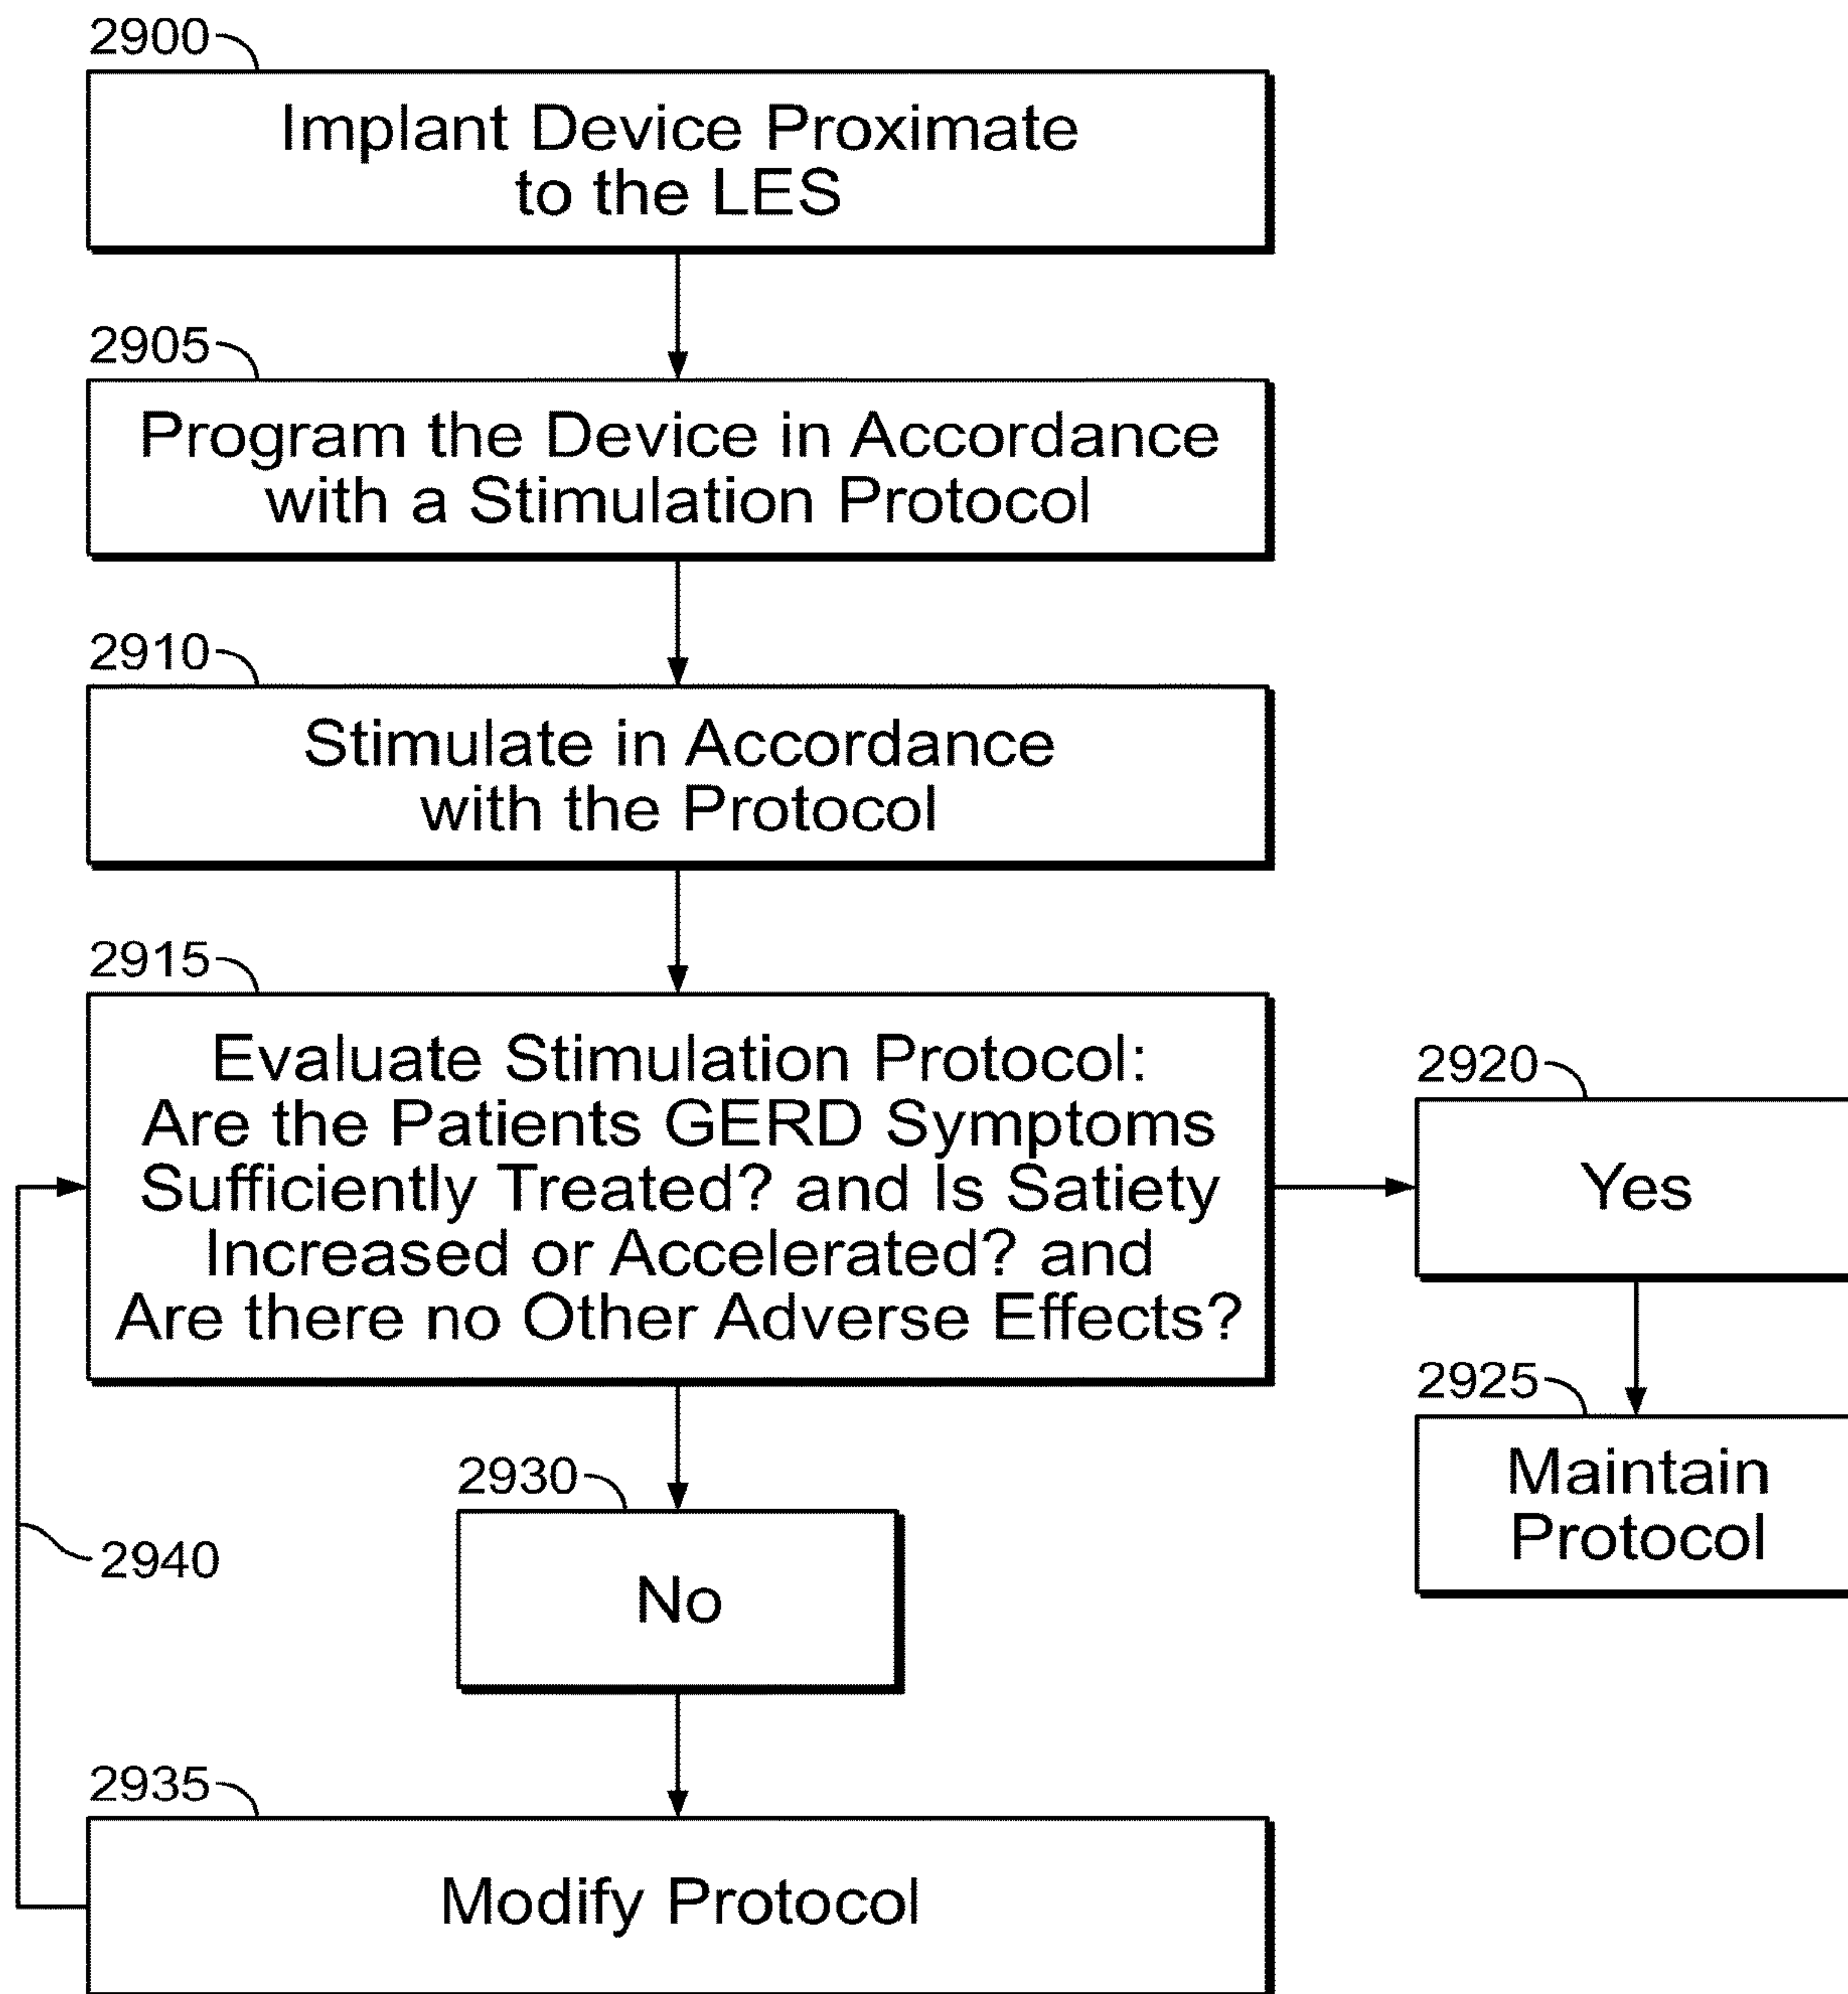 2900
Implant Device Proximate
to the LES
2905
Program the Device in Accordance
with a Stimulation Protocol
2910
Stimulate in Accordance
with the Protocol
2915
Evaluate Stimulation Protocol:
Are the Patients GERD Symptoms
Sufficiently Treated? and Is Satiety
Increased or Accelerated? and
Are there no Other Adverse Effects?
2920
Yes
2925
Maintain
Protocol
2930
No
2940
2935
Modify Protocol